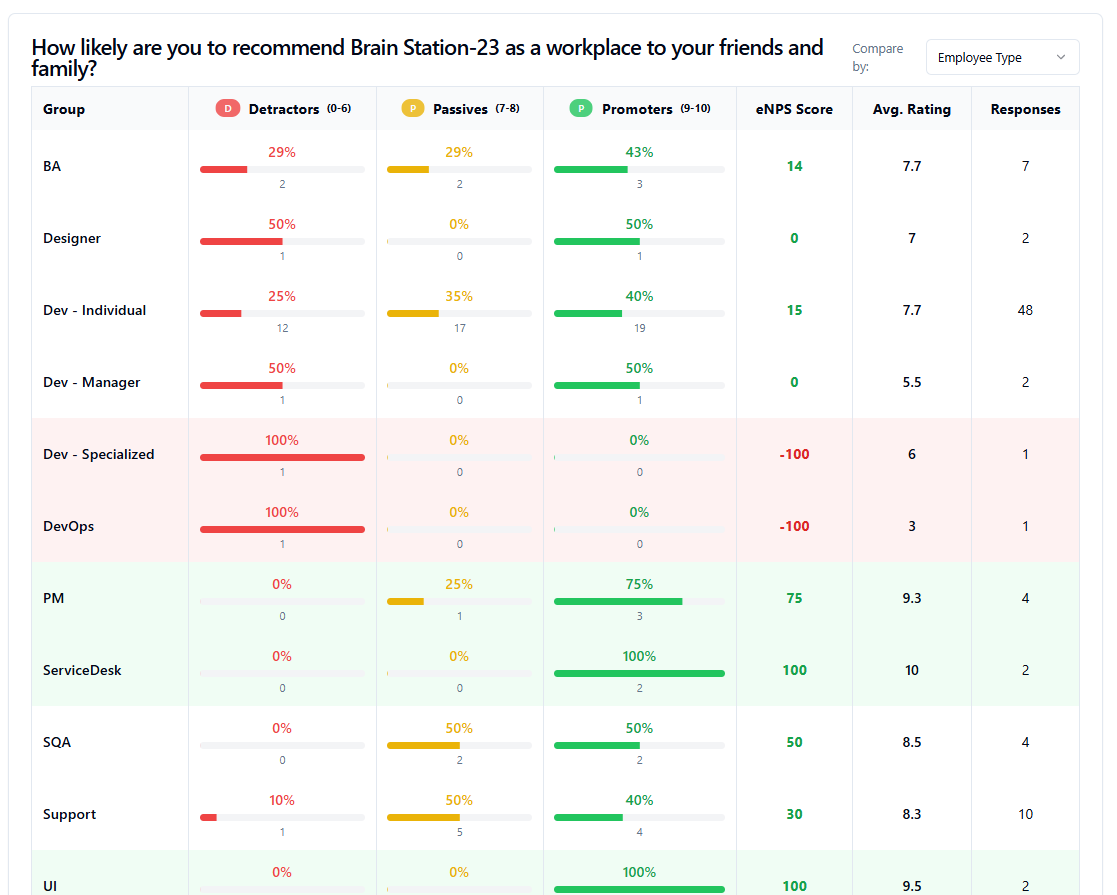 How likely are you to recommend Brain Station-23 as a workplace to your friends and
family?
Compare
by:
Employee Type
Group D Detractors (0-6) P Passives (7-8) P Promoters (9-10) eNPS Score Avg. Rating Responses
29% 29% 43%
BA 14 7.7 7
2 2 3
50% 0% 50%
Designer 0 7 2
1 0 1
25% 35% 40%
Dev - Individual 15 7.7 48
12 17 19
50% 0% 50%
Dev - Manager 0 5.5 2
1 0 1
100% 0% 0%
Dev - Specialized -100 6 1
1 0 0
100% 0% 0%
DevOps -100 3 1
1 0 0
0% 25% 75%
PM 75 9.3 4
0 1 3
0% 0% 100%
ServiceDesk 100 10 2
0 0 2
0% 50% 50%
SQA 50 8.5 4
0 2 2
10% 50% 40%
Support 30 8.3 10
1 5 4
0% 0% 100%
UI 100 9.5 2